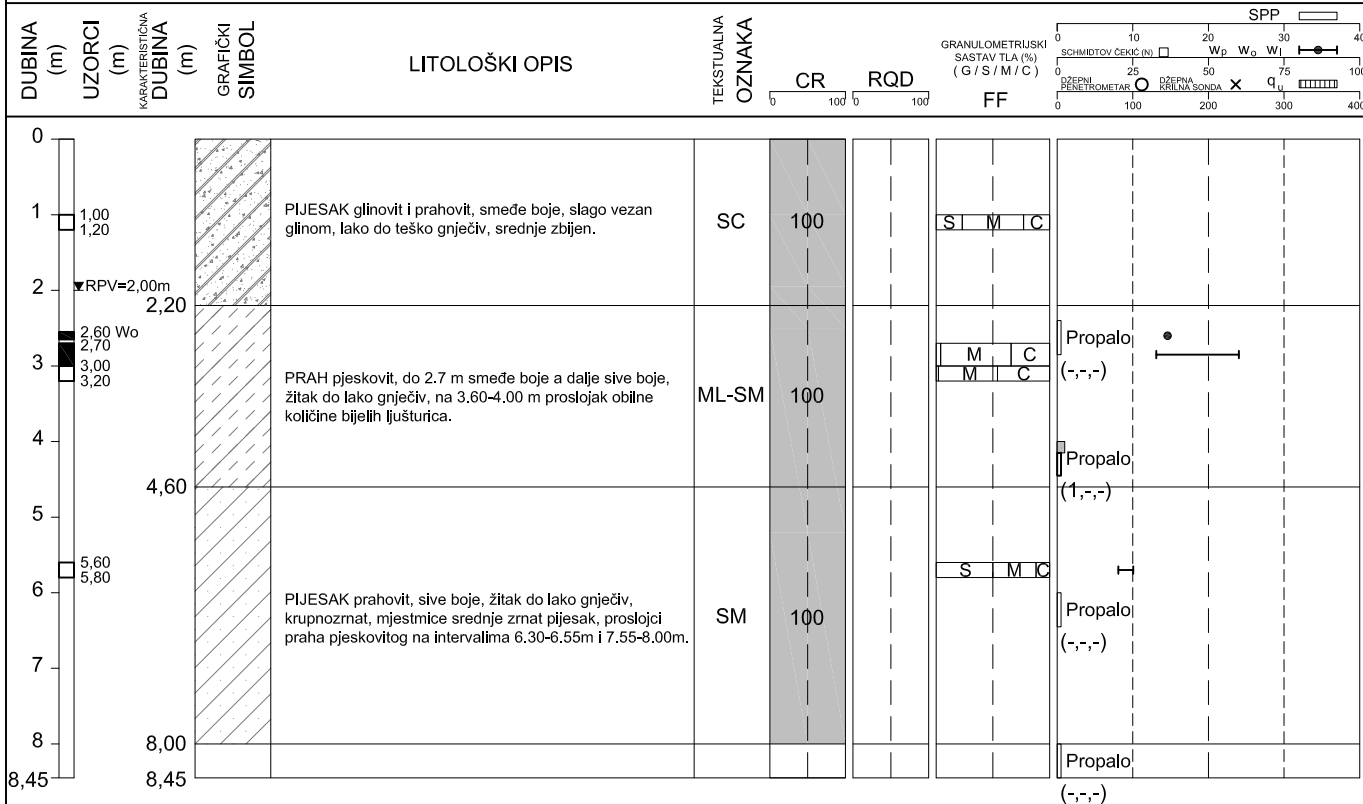 DUBINA (m)
UZORCI (m)
KARAKTERISTIČNA DUBINA (m)
GRAFIČKI SIMBOL
LITOLOŠKI OPIS
TEKSTUALNA OZNAKA
CR
0 100
RQD
0 100
GRANULOMETRIJSKI
SASTAV TLA (%)
( G / S / M / C )
FF
SPP
0 10 20 30 40
SCHMIDTOV ČEKIĆ (N) Wp Wo Wl
0 25 50 75 100
DŽEPNI PENETROMETAR DŽEPNA KRILNA SONDA qu
100 200 300 400
0
1
1,00
1,20
PIJESAK glinovit i prahovit, smeđe boje, slago vezan
glinom, lako do teško gnječiv, srednje zbijen.
SC
100
S M C
2
RPV=2,00m
2,20
2,60 Wo
2,70
3
3,00
3,20
PRAH pjeskovit, do 2.7 m smeđe boje a dalje sive boje,
žitak do lako gnječiv, na 3.60-4.00 m proslojak obilne
količine bijelih ljušturica.
ML-SM
100
M C
M C
Propalo
(-,-,-)
4
Propalo
(1,-,-)
4,60
5
5,60
5,80
6
PIJESAK prahovit, sive boje, žitak do lako gnječiv,
krupnozrnat, mjestmice srednje zrnat pijesak, proslojci
praha pjeskovitog na intervalima 6.30-6.55m i 7.55-8.00m.
SM
100
S M C
Propalo
(-,-,-)
7
8
8,00
8,45
8,45
Propalo
(-,-,-)